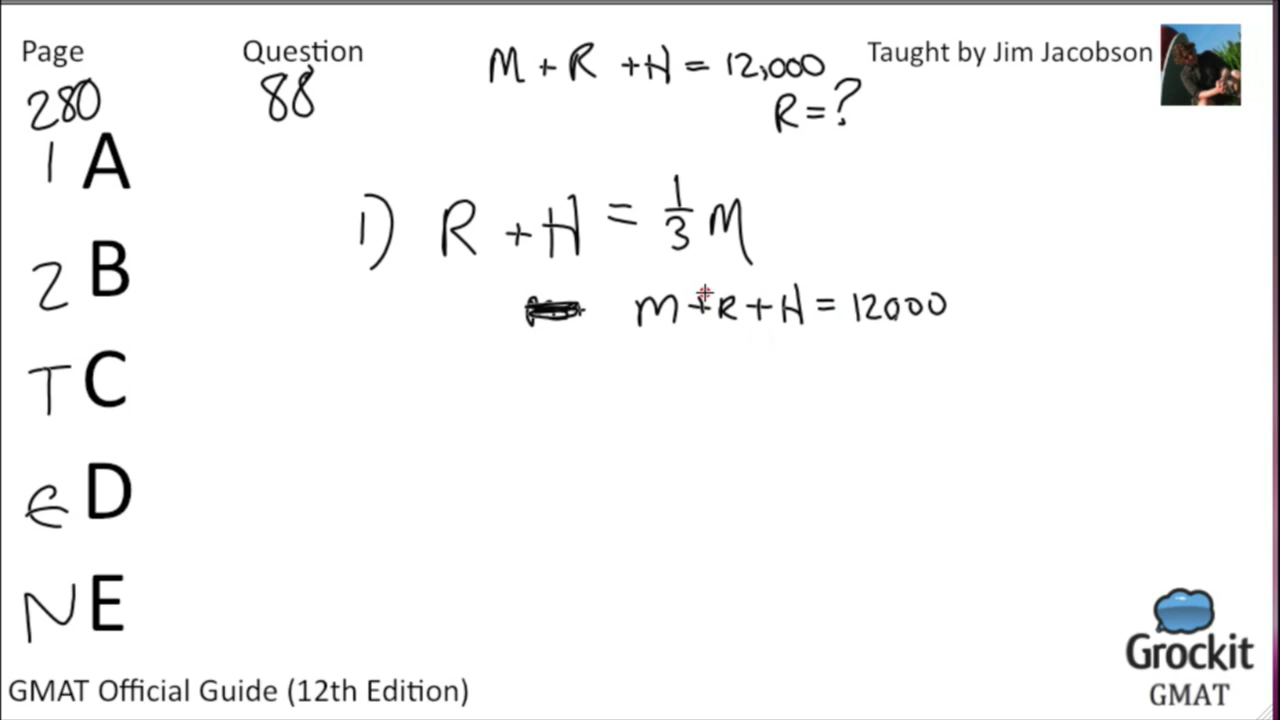 Page Question M + R + H = 12,000 Taught by Jim Jacobson
280 88 R = ?
1 A
1) R + H = 1/3 M
2 B
M + R + H = 12000
T C
E D
N E
Grockit
GMAT
GMAT Official Guide (12th Edition)